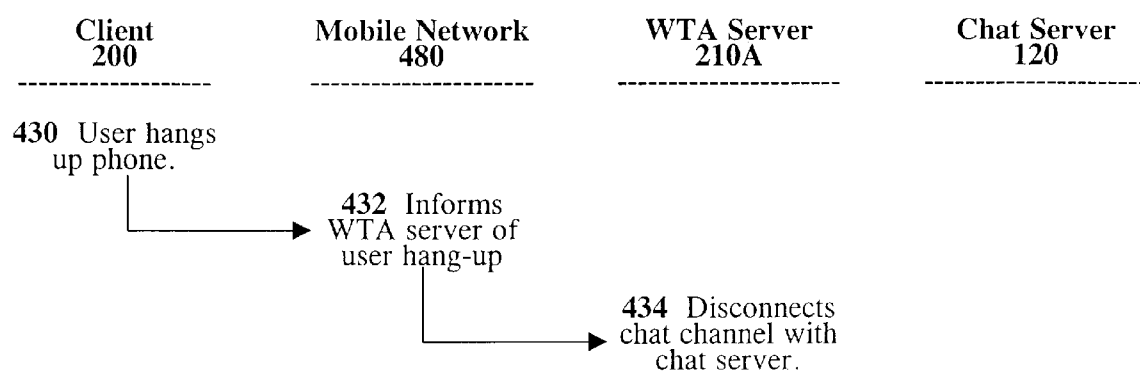 Client Mobile Network WTA Server Chat Server
200 480 210A 120
430 User hangs
up phone.
432 Informs
WTA server of
user hang-up
434 Disconnects
chat channel with
chat server.